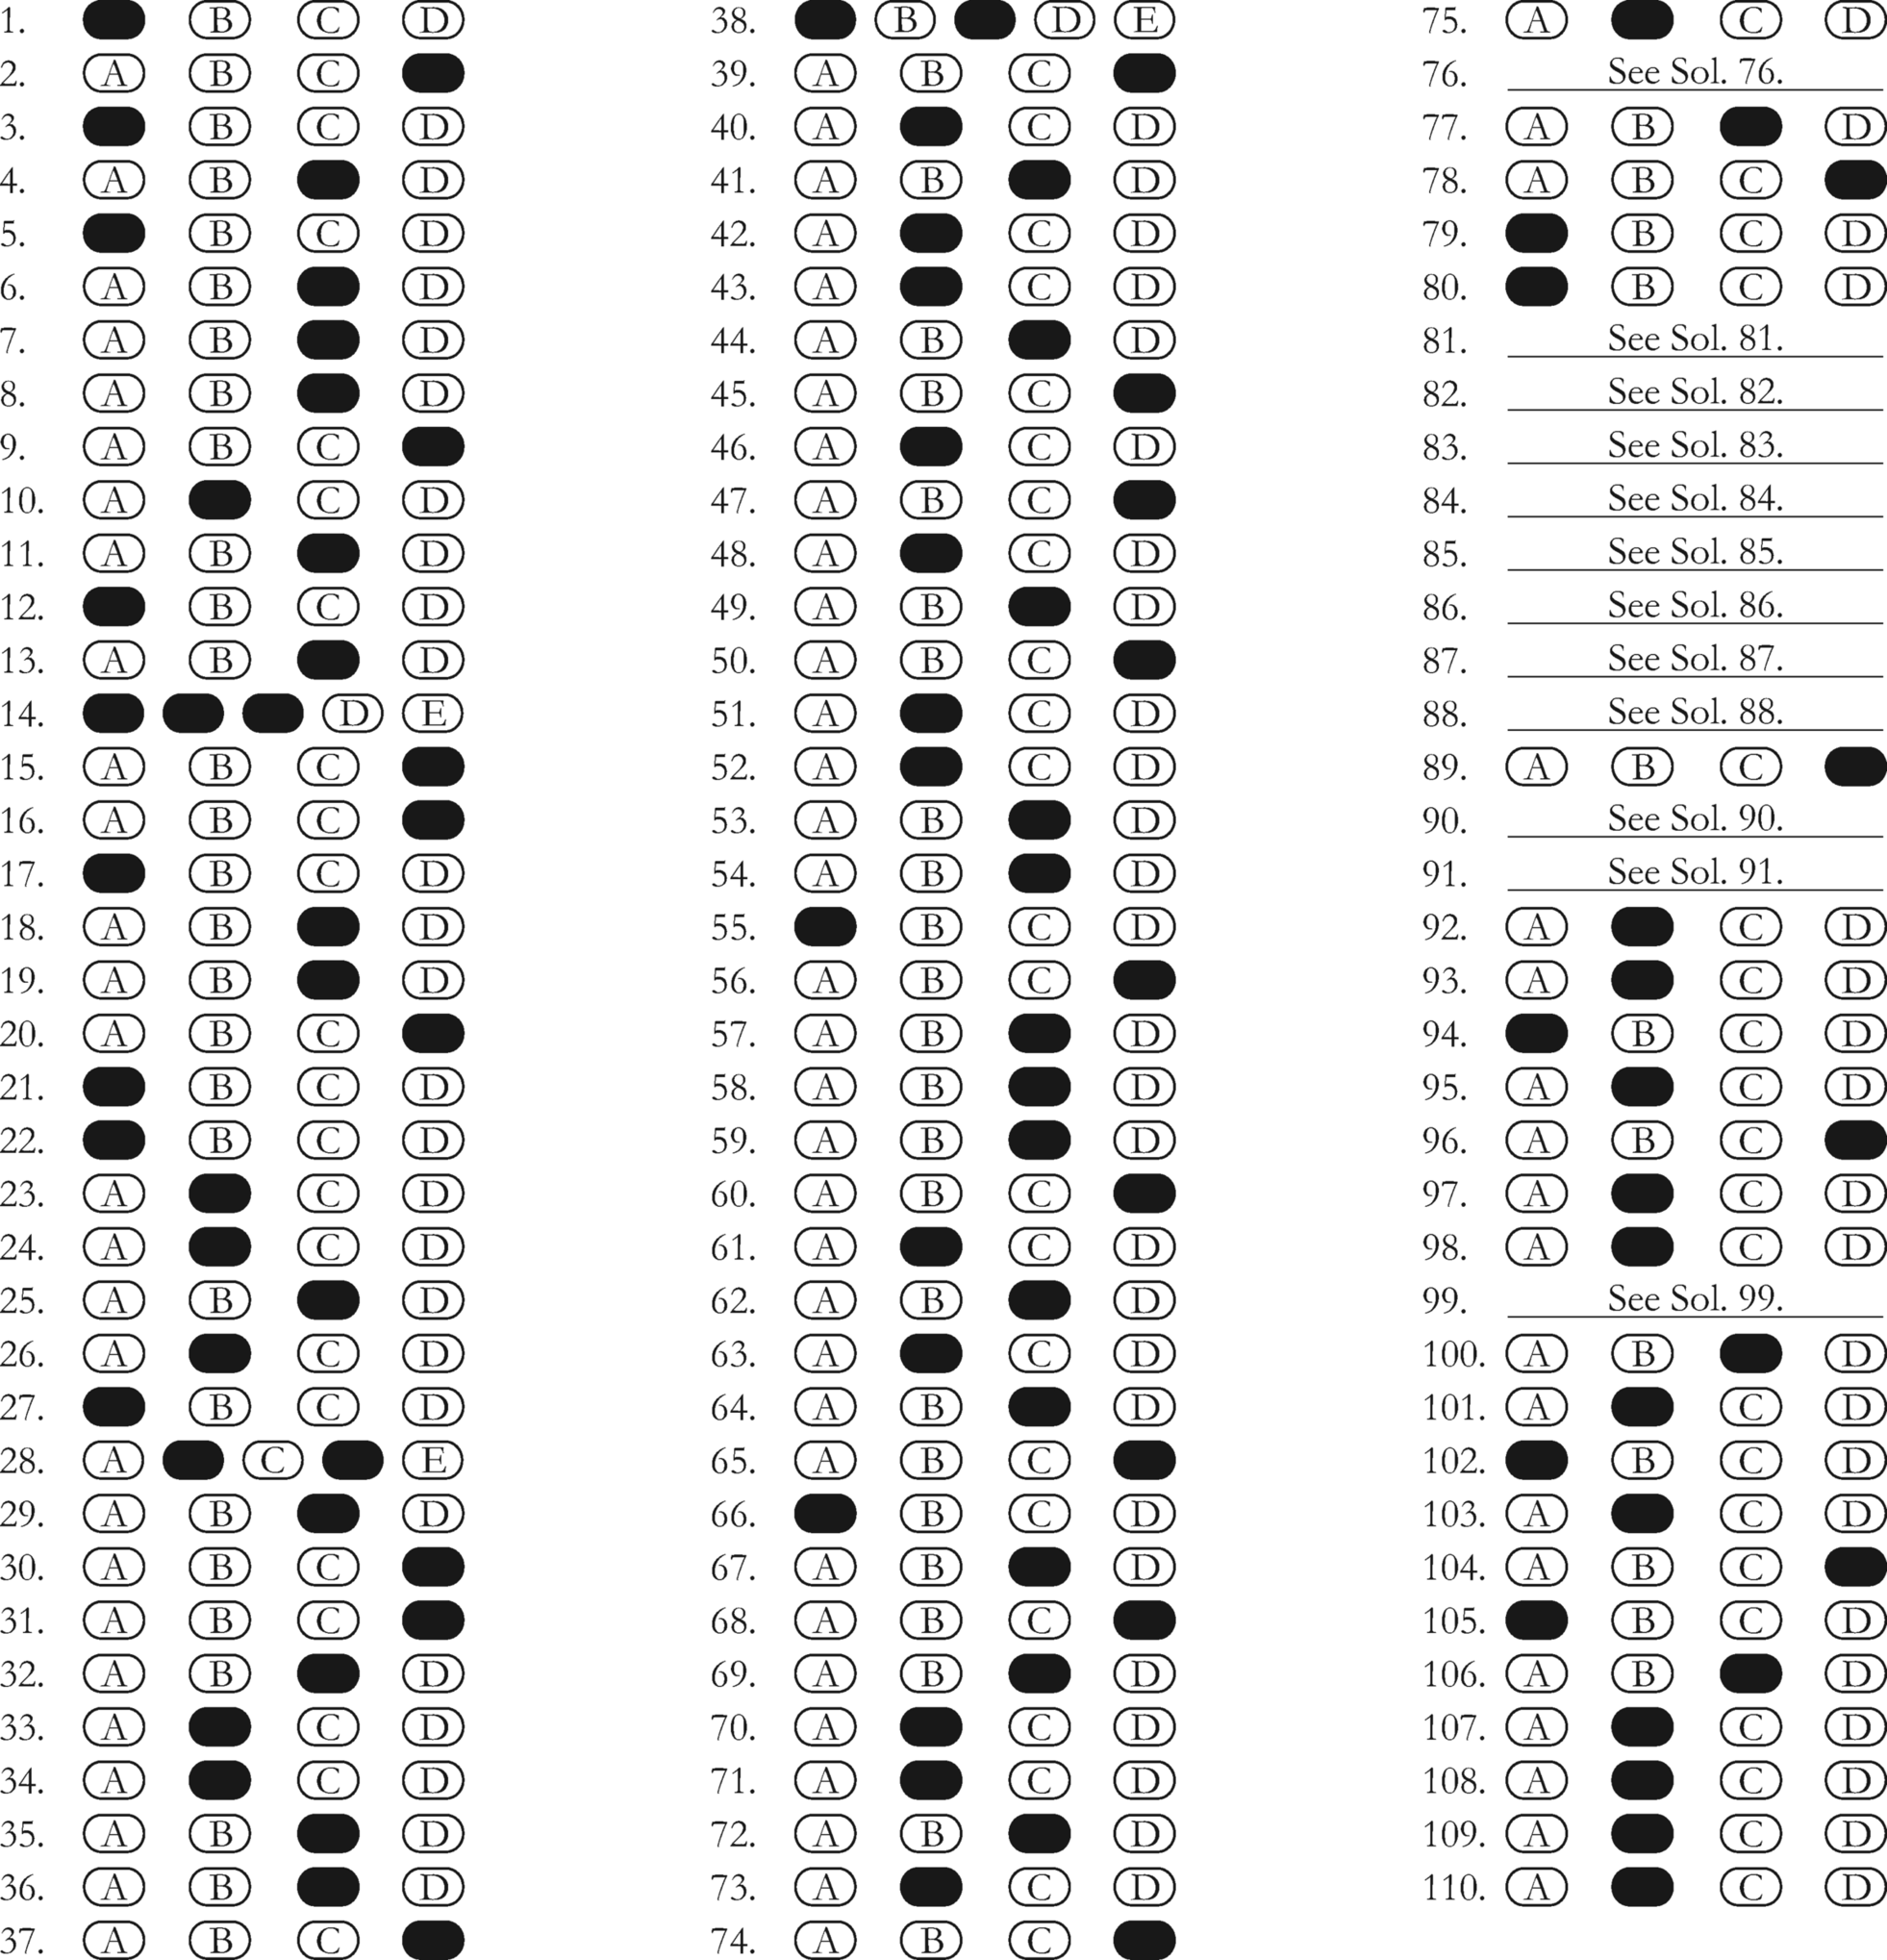 1. B C D
2. A B C
3. B C D
4. A B D
5. B C D
6. A B D
7. A B D
8. A B D
9. A B C
10. A C D
11. A B D
12. B C D
13. A B D
14. D E
15. A B C
16. A B C
17. B C D
18. A B D
19. A B D
20. A B C
21. B C D
22. B C D
23. A C D
24. A C D
25. A B D
26. A C D
27. B C D
28. A C E
29. A B D
30. A B C
31. A B C
32. A B D
33. A C D
34. A C D
35. A B D
36. A B D
37. A B C
38. B D E
39. A B C
40. A C D
41. A B D
42. A C D
43. A C D
44. A B D
45. A B C
46. A C D
47. A B C
48. A C D
49. A B D
50. A B C
51. A C D
52. A C D
53. A B D
54. A B D
55. B C D
56. A B C
57. A B D
58. A B D
59. A B D
60. A B C
61. A C D
62. A B D
63. A C D
64. A B D
65. A B C
66. B C D
67. A B D
68. A B C
69. A B D
70. A C D
71. A C D
72. A B D
73. A C D
74. A B C
75. A C D
76. See Sol. 76.
77. A B D
78. A B C
79. B C D
80. B C D
81. See Sol. 81.
82. See Sol. 82.
83. See Sol. 83.
84. See Sol. 84.
85. See Sol. 85.
86. See Sol. 86.
87. See Sol. 87.
88. See Sol. 88.
89. A B C
90. See Sol. 90.
91. See Sol. 91.
92. A C D
93. A C D
94. B C D
95. A C D
96. A B C
97. A C D
98. A C D
99. See Sol. 99.
100. A B D
101. A C D
102. B C D
103. A C D
104. A B C
105. B C D
106. A B D
107. A C D
108. A C D
109. A C D
110. A C D